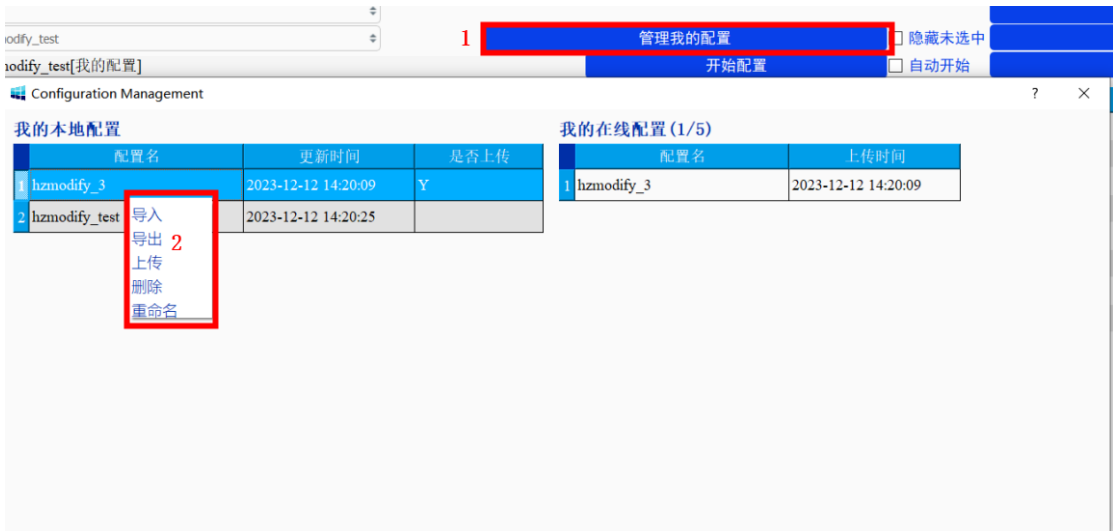 odify_test 1 管理我的配置 隐藏未选中
odify_test[我的配置] 开始配置 自动开始
Configuration Management ? ×
我的本地配置 我的在线配置(1/5)
配置名 更新时间 是否上传 配置名 上传时间
1 hzmodify_3 2023-12-12 14:20:09 Y 1 hzmodify_3 2023-12-12 14:20:09
2 hzmodify_test 2023-12-12 14:20:25
导入
导出 2
上传
删除
重命名